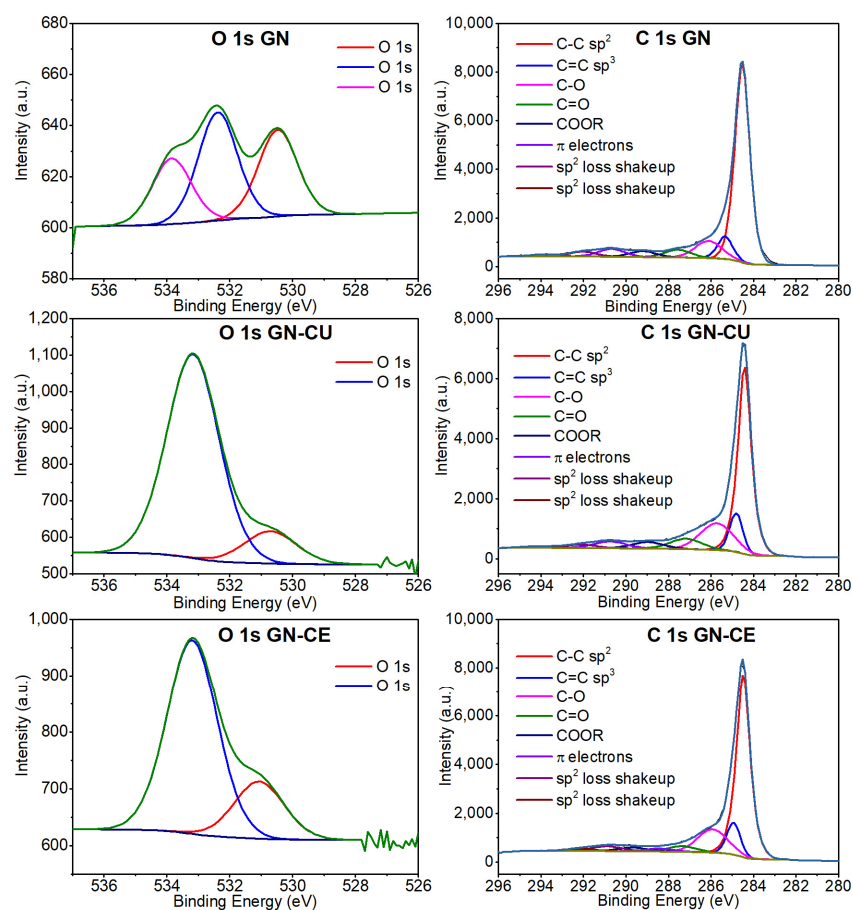 O 1s GN
O 1s
O 1s
O 1s
Intensity (a.u.)
680
660
640
620
600
580
536 534 532 530 528 526
Binding Energy (eV)
C 1s GN
C-C sp²
C=C sp³
C-O
C=O
COOR
π electrons
sp² loss shakeup
sp² loss shakeup
Intensity (a.u.)
10,000
8,000
6,000
4,000
2,000
0
296 294 292 290 288 286 284 282 280
Binding Energy (eV)
O 1s GN-CU
O 1s
O 1s
Intensity (a.u.)
1,200
1,100
1,000
900
800
700
600
500
536 534 532 530 528 526
Binding Energy (eV)
C 1s GN-CU
C-C sp²
C=C sp³
C-O
C=O
COOR
π electrons
sp² loss shakeup
sp² loss shakeup
Intensity (a.u.)
8,000
6,000
4,000
2,000
0
296 294 292 290 288 286 284 282 280
Binding Energy (eV)
O 1s GN-CE
O 1s
O 1s
Intensity (a.u.)
1,000
900
800
700
600
536 534 532 530 528 526
Binding Energy (eV)
C 1s GN-CE
C-C sp²
C=C sp³
C-O
C=O
COOR
π electrons
sp² loss shakeup
sp² loss shakeup
Intensity (a.u.)
10,000
8,000
6,000
4,000
2,000
0
296 294 292 290 288 286 284 282 280
Binding Energy (eV)